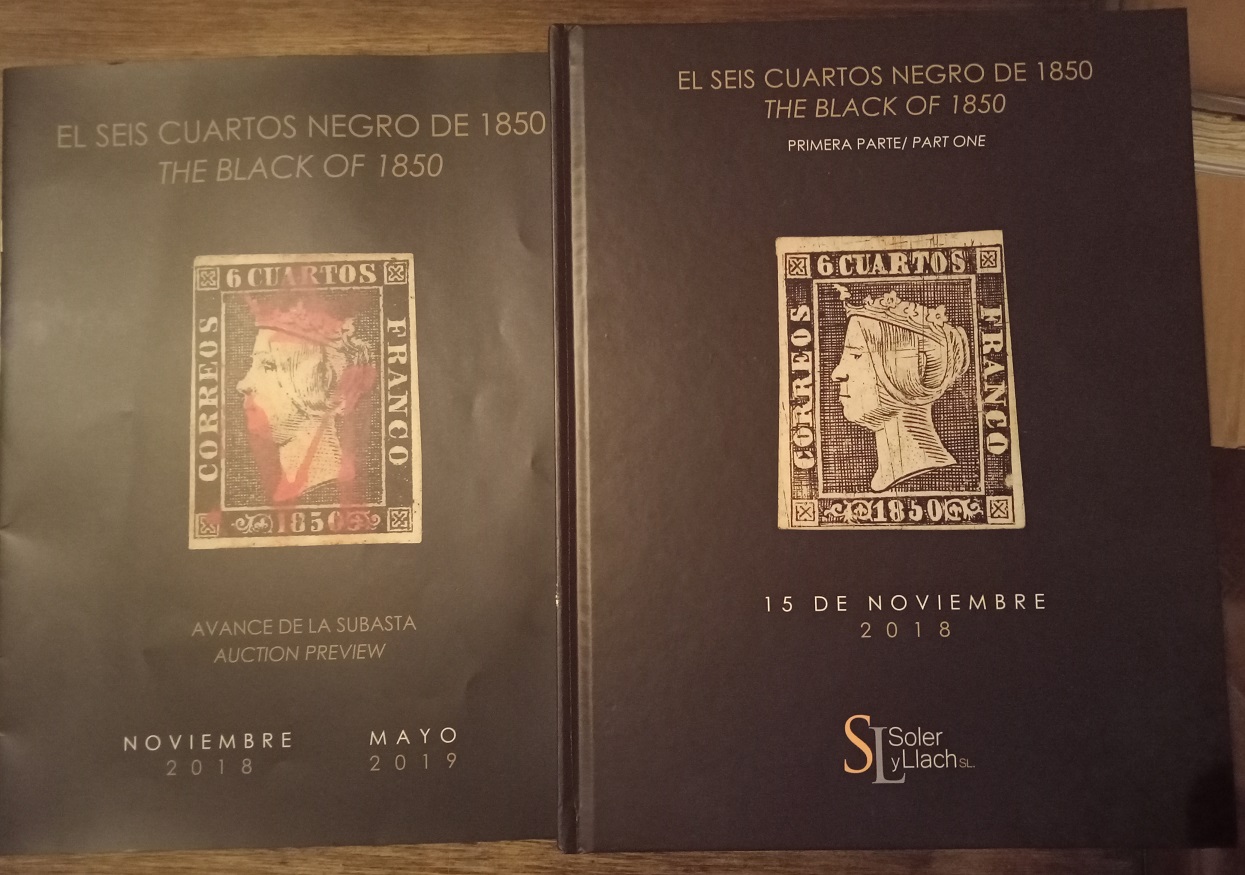 EL SEIS CUARTOS NEGRO DE 1850
THE BLACK OF 1850
6 CUARTOS
CORREOS
FRANCO
1850
AVANCE DE LA SUBASTA
AUCTION PREVIEW
NOVIEMBRE
2018
MAYO
2019
EL SEIS CUARTOS NEGRO DE 1850
THE BLACK OF 1850
PRIMERA PARTE/ PART ONE
6 CUARTOS
CORREOS
FRANCO
1850
15 DE NOVIEMBRE
2018
SL Soler
y Llach SL.